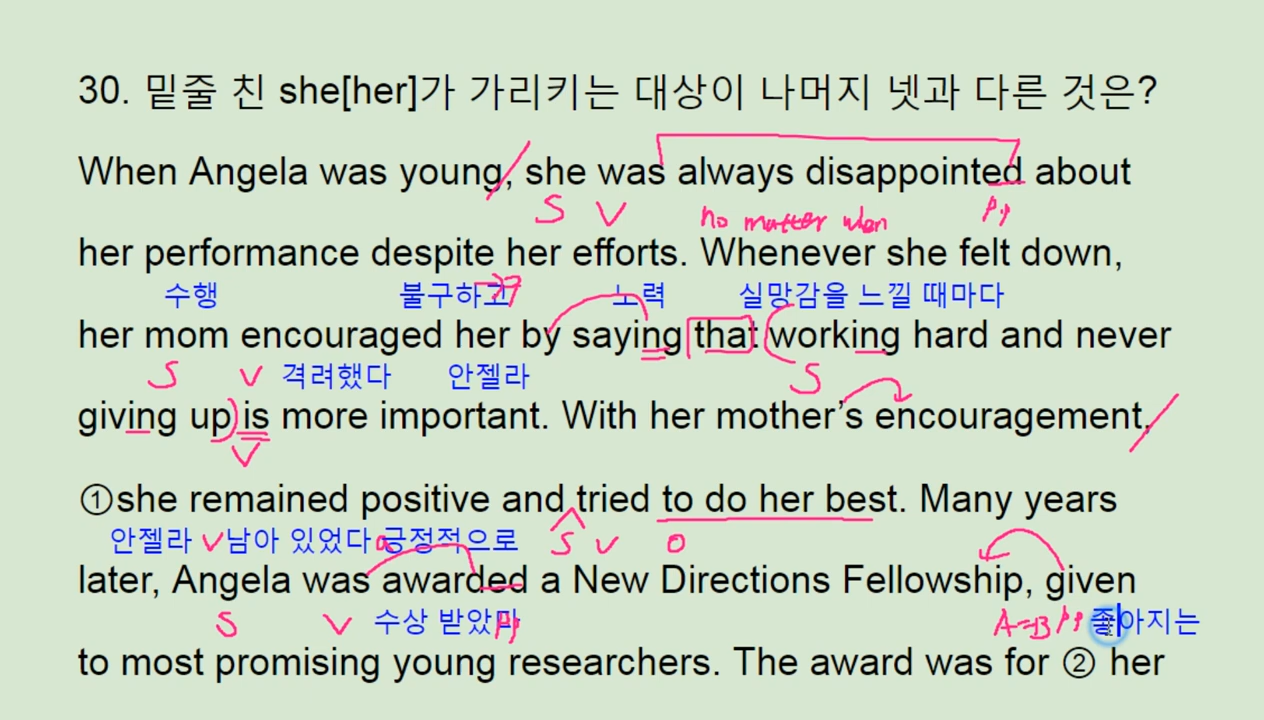 30. 밑줄 친 she[her]가 가리키는 대상이 나머지 넷과 다른 것은?
When Angela was young, she was always disappointed about
S V no matter when p.p
her performance despite her efforts. Whenever she felt down,
수행 불구하고 노력 실망감을 느낄 때마다
her mom encouraged her by saying that working hard and never
S V 격려했다 안젤라 S
giving up is more important. With her mother's encouragement,
V
①she remained positive and tried to do her best. Many years
안젤라 V 남아 있었다 긍정적으로 S V O
later, Angela was awarded a New Directions Fellowship, given
S V 수상 받았다 p.p A=B p.p 좋아지는
to most promising young researchers. The award was for ② her